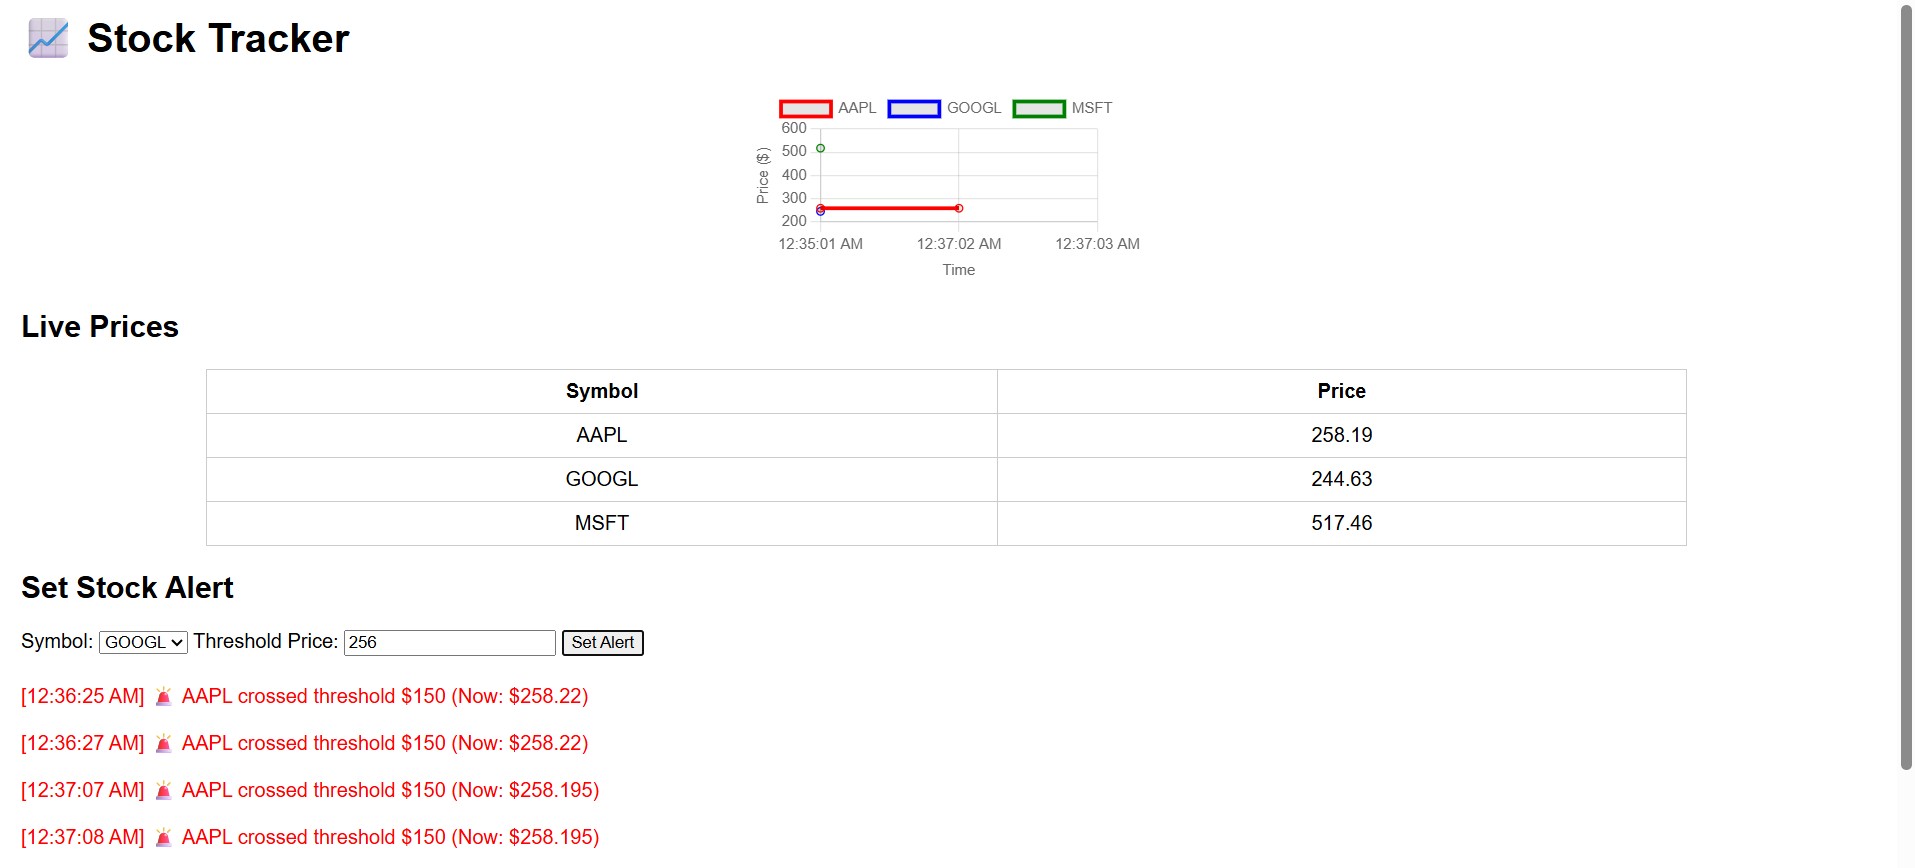 📈 Stock Tracker
AAPL GOOGL MSFT
600
500
400
300
200
Price ($)
12:35:01 AM 12:37:02 AM 12:37:03 AM
Time
Live Prices
Symbol Price
AAPL 258.19
GOOGL 244.63
MSFT 517.46
Set Stock Alert
Symbol: GOOGL Threshold Price: 256 Set Alert
[12:36:25 AM] 🚨 AAPL crossed threshold $150 (Now: $258.22)
[12:36:27 AM] 🚨 AAPL crossed threshold $150 (Now: $258.22)
[12:37:07 AM] 🚨 AAPL crossed threshold $150 (Now: $258.195)
[12:37:08 AM] 🚨 AAPL crossed threshold $150 (Now: $258.195)